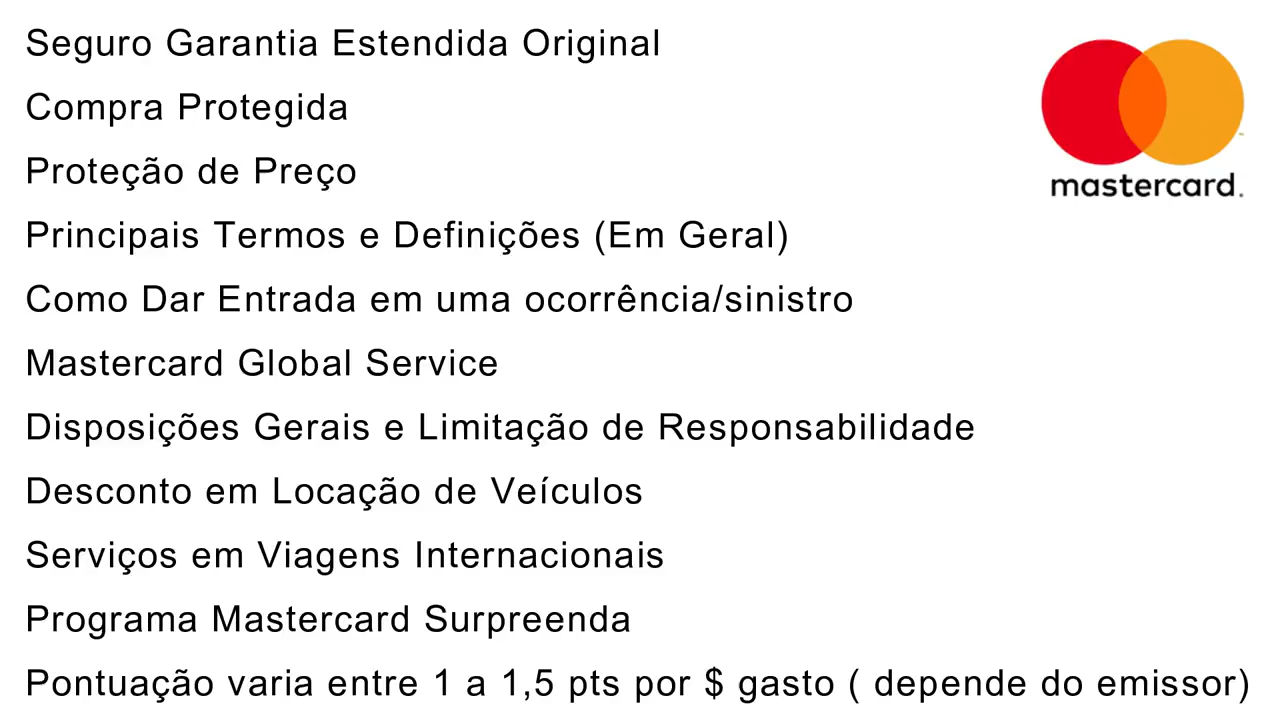 Seguro Garantia Estendida Original
Compra Protegida
Proteção de Preço
Principais Termos e Definições (Em Geral)
Como Dar Entrada em uma ocorrência/sinistro
Mastercard Global Service
Disposições Gerais e Limitação de Responsabilidade
Desconto em Locação de Veículos
Serviços em Viagens Internacionais
Programa Mastercard Surpreenda
Pontuação varia entre 1 a 1,5 pts por $ gasto ( depende do emissor)
mastercard.